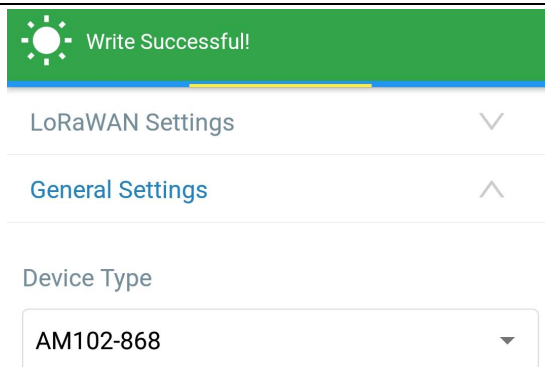 Write Successful!
LoRaWAN Settings
General Settings
Device Type
AM102-868